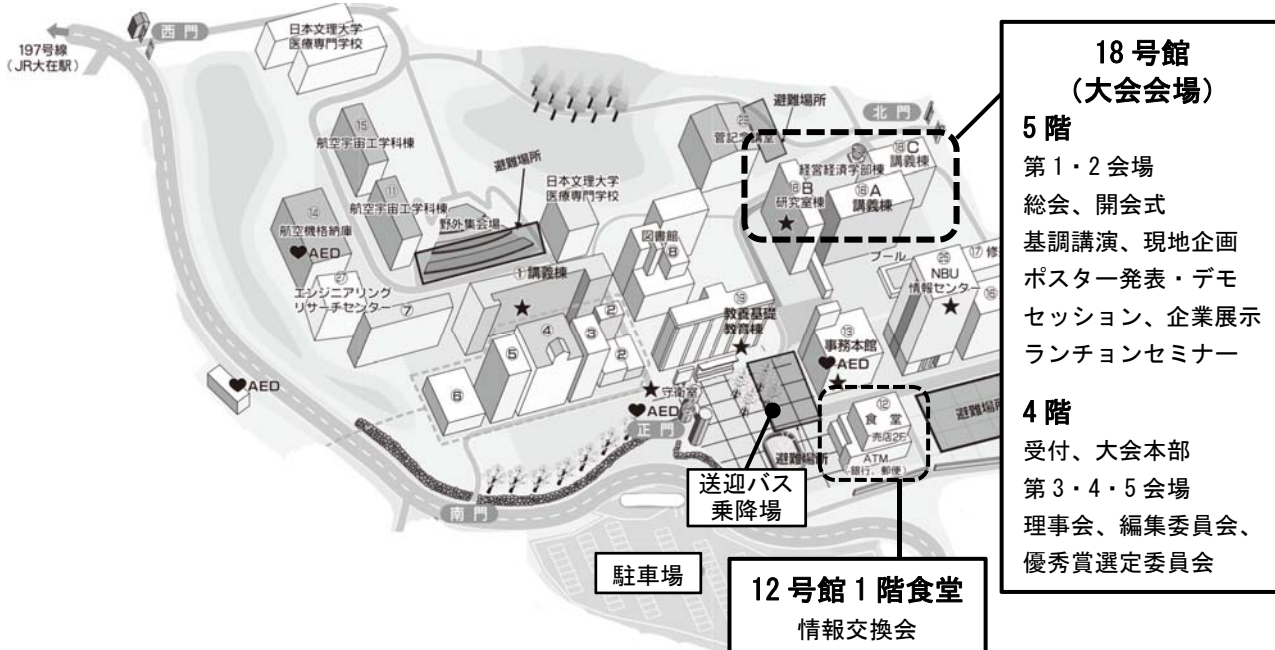 西門
197号線
(JR大在駅)
日本文理大学
医療専門学校
⑮
航空宇宙工学科棟
⑪
航空宇宙工学科棟
⑭
航空機格納庫
♥AED
㉗
エンジニアリング
リサーチセンター
⑦
避難場所
野外集会場
日本文理大学
医療専門学校
①講義棟
★
図書館
⑧
②
③
④
②
⑤
⑥
♥AED
⑲
教養基礎
教育棟
★
★守衛室
♥AED
正門
南門
避難場所
北門
菅記念講堂
⑱C
講義棟
経営経済学部棟
⑱B
研究室棟
★
⑱A
講義棟
プール
㉕
NBU
情報センター
★
⑰修
⑯
⑬
事務本館
♥AED
★
⑫
食堂
売店2F
ATM
(銀行、郵便)
避難場所
避難場所
送迎バス
乗降場
駐車場
12号館1階食堂
情報交換会
18号館
(大会会場)
5階
第1・2会場
総会、開会式
基調講演、現地企画
ポスター発表・デモ
セッション、企業展示
ランチョンセミナー
4階
受付、大会本部
第3・4・5会場
理事会、編集委員会、
優秀賞選定委員会